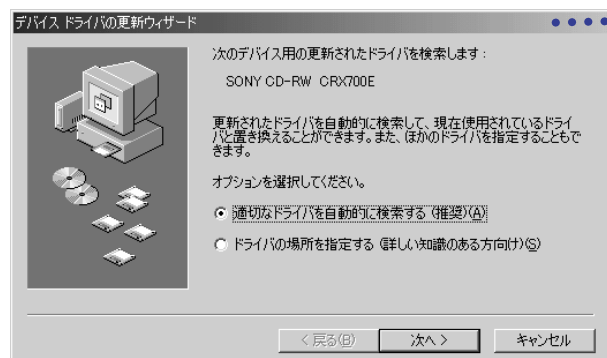 デバイス ドライバの更新ウィザード
次のデバイス用の更新されたドライバを検索します :
SONY CD-RW CRX700E
更新されたドライバを自動的に検索して、現在使用されているドライ
バと置き換えることができます。また、ほかのドライバを指定することもで
きます。
オプションを選択してください。
適切なドライバを自動的に検索する (推奨)(A)
ドライバの場所を指定する (詳しい知識のある方向け)(S)
< 戻る(B)
次へ >
キャンセル